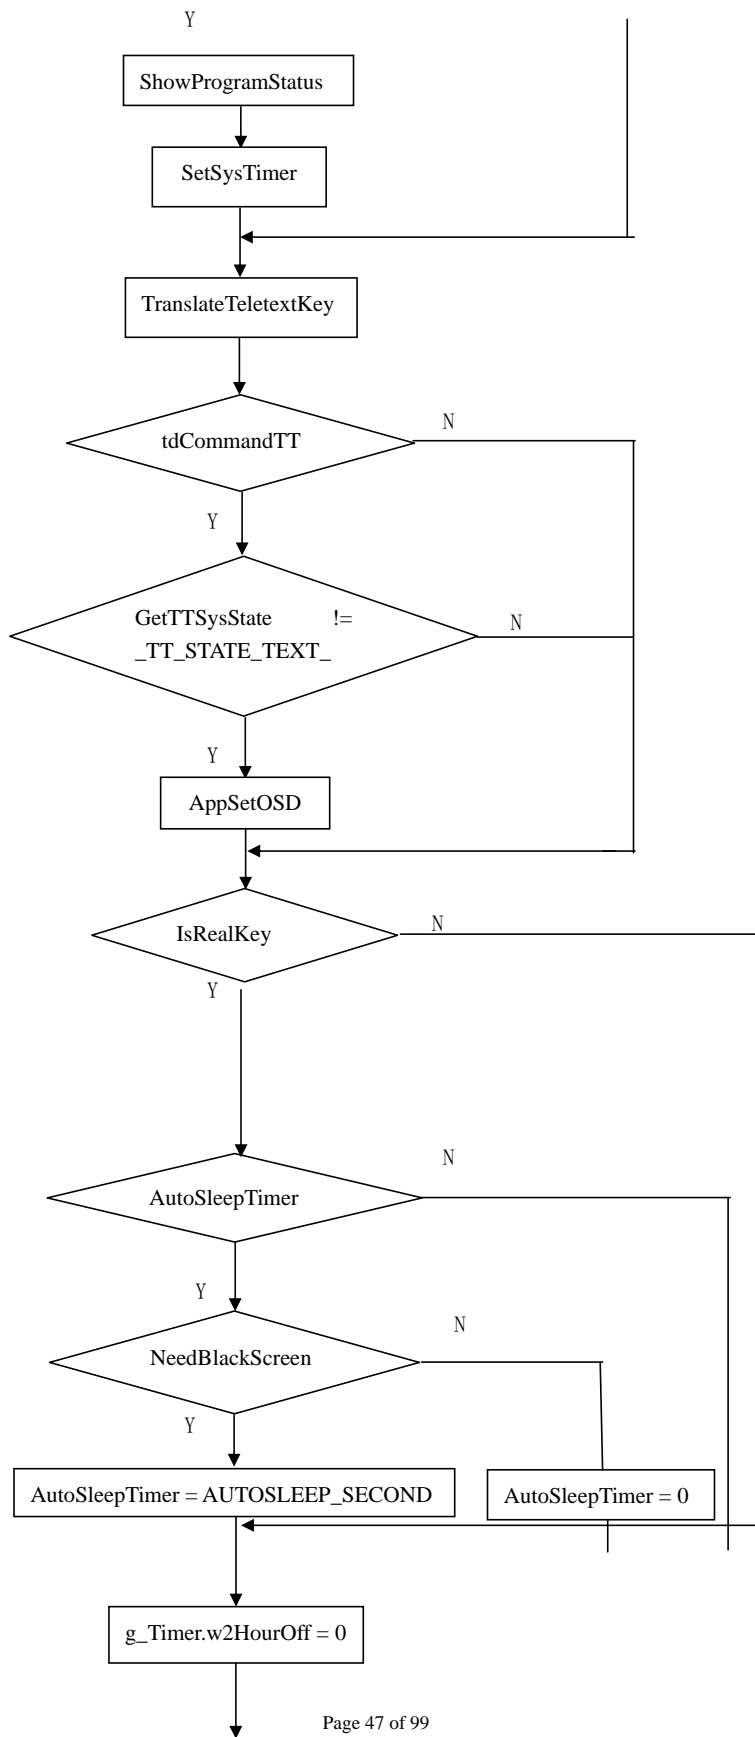 Y
ShowProgramStatus
SetSysTimer
TranslateTeletextKey
N
tdCommandTT
Y
GetTTSysState !=
_TT_STATE_TEXT_
N
Y
AppSetOSD
N
IsRealKey
Y
N
AutoSleepTimer
Y
N
NeedBlackScreen
Y
AutoSleepTimer = AUTOSLEEP_SECOND
AutoSleepTimer = 0
g_Timer.w2HourOff = 0
Page 47 of 99